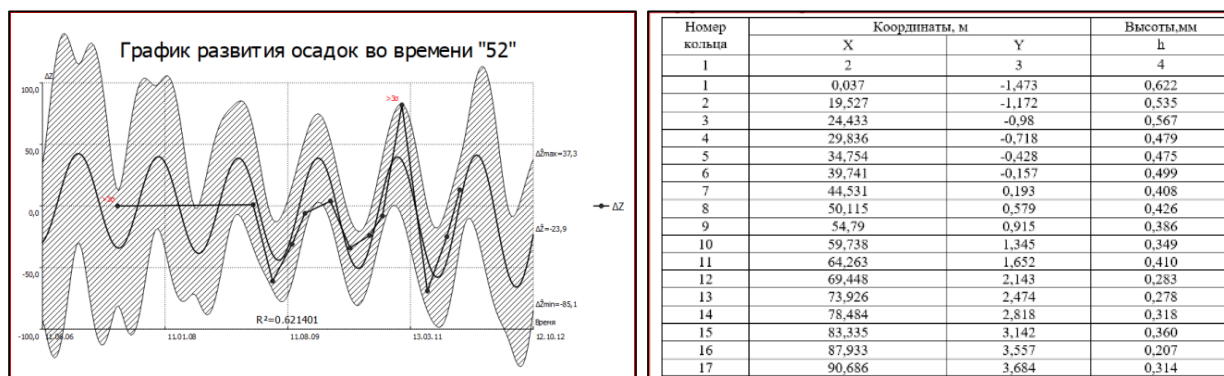 График развития осадок во времени "52"
ΔZ
100,0
>3σ
50,0
ΔẐmax=37,3
>3σ
0,0
ΔZ
ΔẐ=-23,9
-50,0
ΔẐmin=-85,1
R²=0.621401
Время
-100,0
11.01.08
11.08.09
13.03.11
12.10.12
Номер кольца Координаты, м Высоты,мм
X Y h
1 2 3 4
1 0,037 -1,473 0,622
2 19,527 -1,172 0,535
3 24,433 -0,98 0,567
4 29,836 -0,718 0,479
5 34,754 -0,428 0,475
6 39,741 -0,157 0,499
7 44,531 0,193 0,408
8 50,115 0,579 0,426
9 54,79 0,915 0,386
10 59,738 1,345 0,349
11 64,263 1,652 0,410
12 69,448 2,143 0,283
13 73,926 2,474 0,278
14 78,484 2,818 0,318
15 83,335 3,142 0,360
16 87,933 3,557 0,207
17 90,686 3,684 0,314